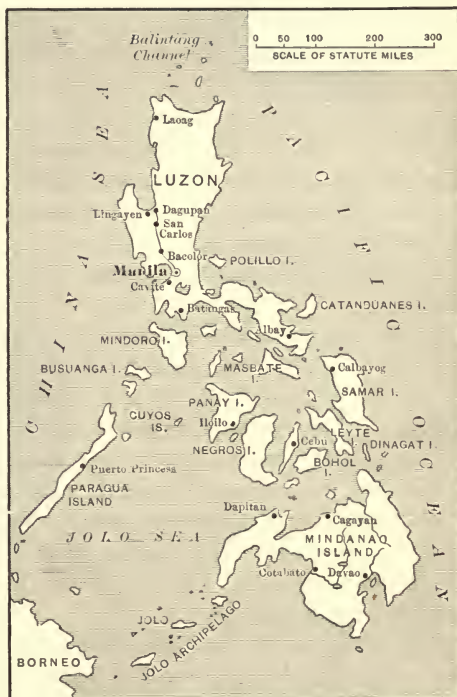 Balintang
Channel
0 50 100 200 300
SCALE OF STATUTE MILES
CHINA SEA
PACIFIC OCEAN
Laoag
LUZON
Lingayen
Dagupan
San
Carlos
Bacolor
Manila
POLILLO I.
Cavite
Batangas
CATANDUANES I.
Albay
MINDORO I.
MASBATE
I.
BUSUANGA I.
Calbayog
SAMAR I.
PANAY I.
CUYOS
IS.
Iloilo
LEYTE
I.
Cebu
DINAGAT I.
NEGROS I.
BOHOL
I.
Puerto Princesa
PARAGUA
ISLAND
Dapitan
Cagayan
JOLO SEA
MINDANAO
ISLAND
Cotubato
Davao
JOLO
JOLO ARCHIPELAGO
BORNEO